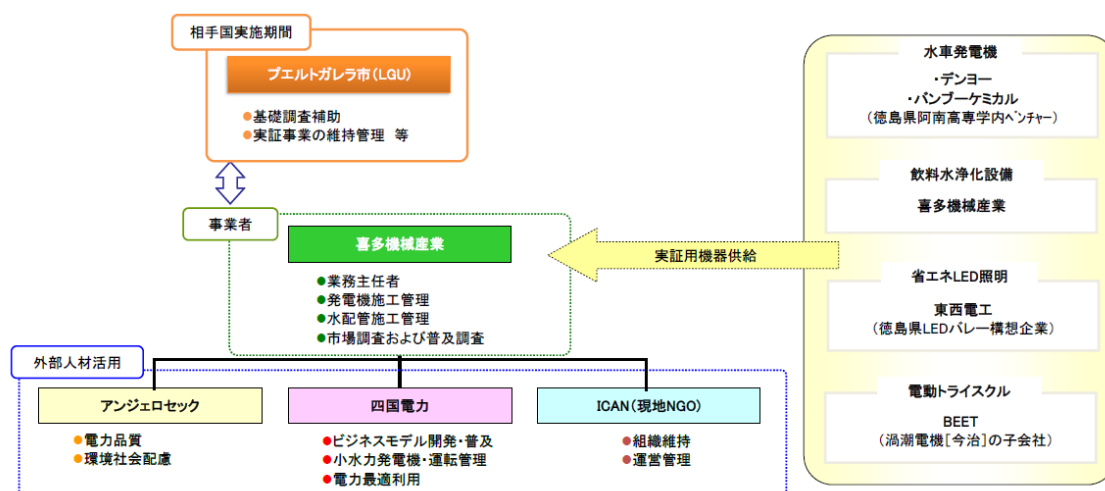 相手国実施期間
プエルトガレラ市(LGU)
●基礎調査補助
●実証事業の維持管理 等
事業者
喜多機械産業
●業務主任者
●発電機施工管理
●水配管施工管理
●市場調査および普及調査
実証用機器供給
外部人材活用
アンジェロセック
●電力品質
●環境社会配慮
四国電力
●ビジネスモデル開発・普及
●小水力発電機・運転管理
●電力最適利用
ICAN(現地NGO)
●組織維持
●運営管理
水車発電機
・デンヨー
・バンブーケミカル
(徳島県阿南高専学内ベンチャー)
飲料水浄化設備
喜多機械産業
省エネLED照明
東西電工
(徳島県LEDバレー構想企業)
電動トライスクル
BEET
(渦潮電機[今治]の子会社)